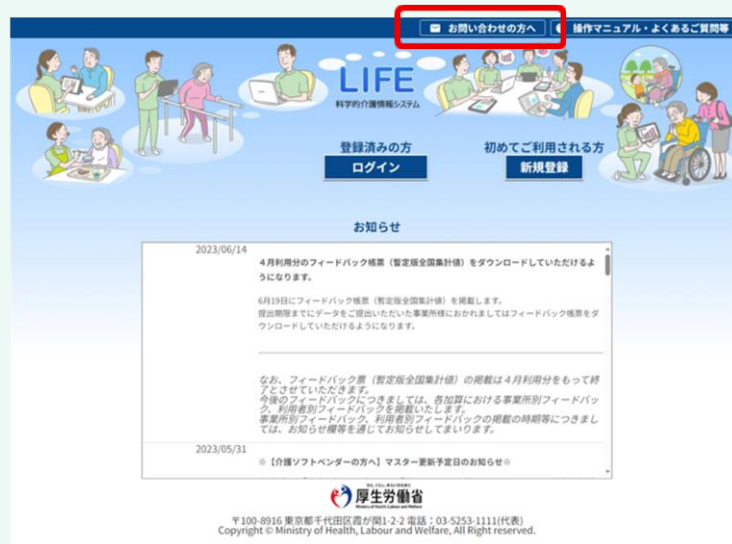 お問い合わせの方へ
操作マニュアル・よくあるご質問等
LIFE
科学的介護情報システム
登録済みの方
初めてご利用される方
ログイン
新規登録
お知らせ
2023/06/14
４月利用分のフィードバック帳票（暫定版全国集計値）をダウンロードしていただけるよ
うになります。
6月19日にフィードバック帳票（暫定版全国集計値）を掲載します。
提出期限までにデータをご提出いただいた事業所様におかれましてはフィードバック帳票をダ
ウンロードしていただけるようになります。
なお、フィードバック票（暫定版全国集計値）の掲載は４月利用分をもって終
了とさせていただきます。
今後のフィードバックにつきましては、各加算における事業所別フィードバッ
ク、利用者別フィードバックを掲載いたします。
事業所別フィードバック、利用者別フィードバックの掲載の時期等につきまし
ては、お知らせ欄等を通じてお知らせしてまいります。
2023/05/31
※【介護ソフトベンダーの方へ】マスター更新予定日のお知らせ※
厚生労働省
Ministry of Health, Labour and Welfare
〒100-8916 東京都千代田区霞が関1-2-2 電話：03-5253-1111(代表)
Copyright © Ministry of Health, Labour and Welfare, All Right reserved.